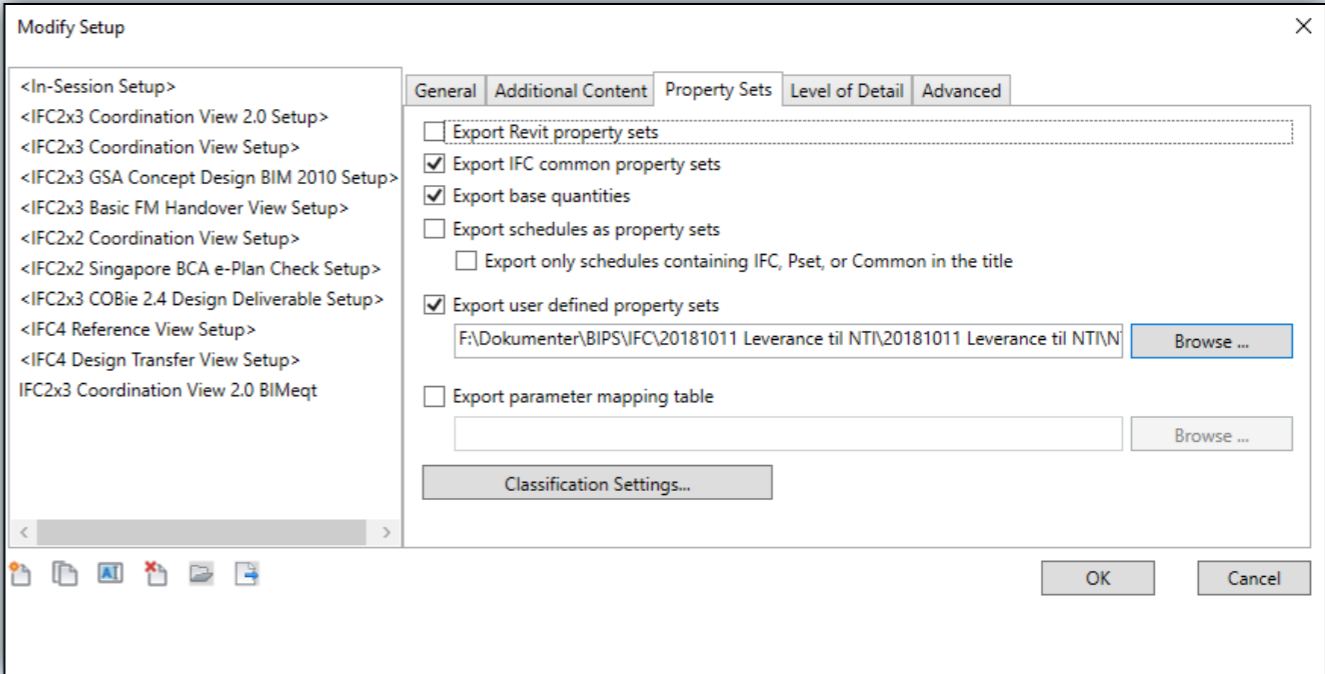 Modify Setup
<In-Session Setup>
<IFC2x3 Coordination View 2.0 Setup>
<IFC2x3 Coordination View Setup>
<IFC2x3 GSA Concept Design BIM 2010 Setup>
<IFC2x3 Basic FM Handover View Setup>
<IFC2x2 Coordination View Setup>
<IFC2x2 Singapore BCA e-Plan Check Setup>
<IFC2x3 COBie 2.4 Design Deliverable Setup>
<IFC4 Reference View Setup>
<IFC4 Design Transfer View Setup>
IFC2x3 Coordination View 2.0 BIMeqt
General Additional Content Property Sets Level of Detail Advanced
Export Revit property sets
Export IFC common property sets
Export base quantities
Export schedules as property sets
Export only schedules containing IFC, Pset, or Common in the title
Export user defined property sets
F:\Dokumenter\BIPS\IFC\20181011 Leverance til NTI\20181011 Leverance til NTI\N Browse ...
Export parameter mapping table
Browse ...
Classification Settings...
OK Cancel